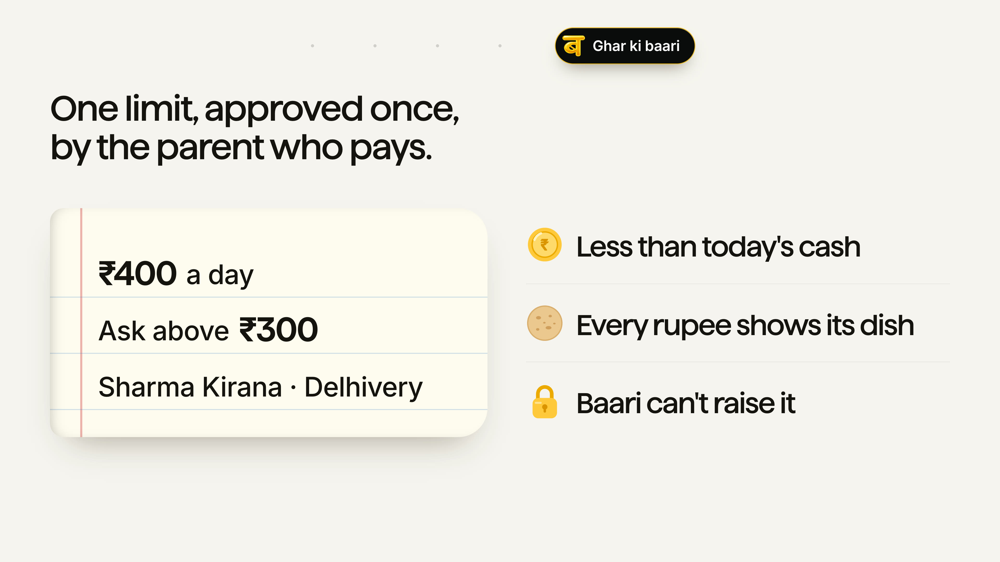 ब Ghar ki baari
One limit, approved once,
by the parent who pays.
₹400 a day
Ask above ₹300
Sharma Kirana · Delhivery
₹ Less than today's cash
Every rupee shows its dish
Baari can't raise it